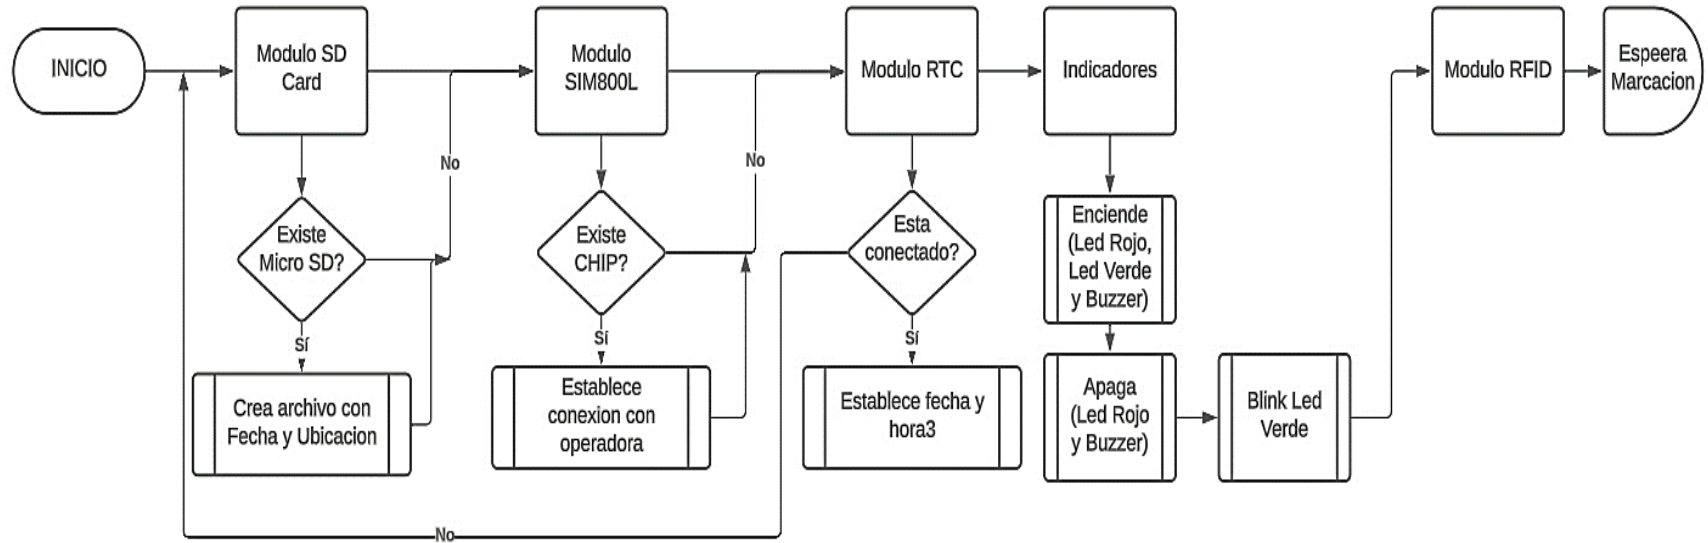 INICIO
Modulo SD
Card
No
Existe
Micro SD?
Sí
Crea archivo con
Fecha y Ubicacion
Modulo
SIM800L
No
Existe
CHIP?
Sí
Establece
conexion con
operadora
Modulo RTC
Esta
conectado?
Sí
Establece fecha y
hora3
No
Indicadores
Enciende
(Led Rojo,
Led Verde
y Buzzer)
Apaga
(Led Rojo
y Buzzer)
Blink Led
Verde
Modulo RFID
Espeera
Marcacion